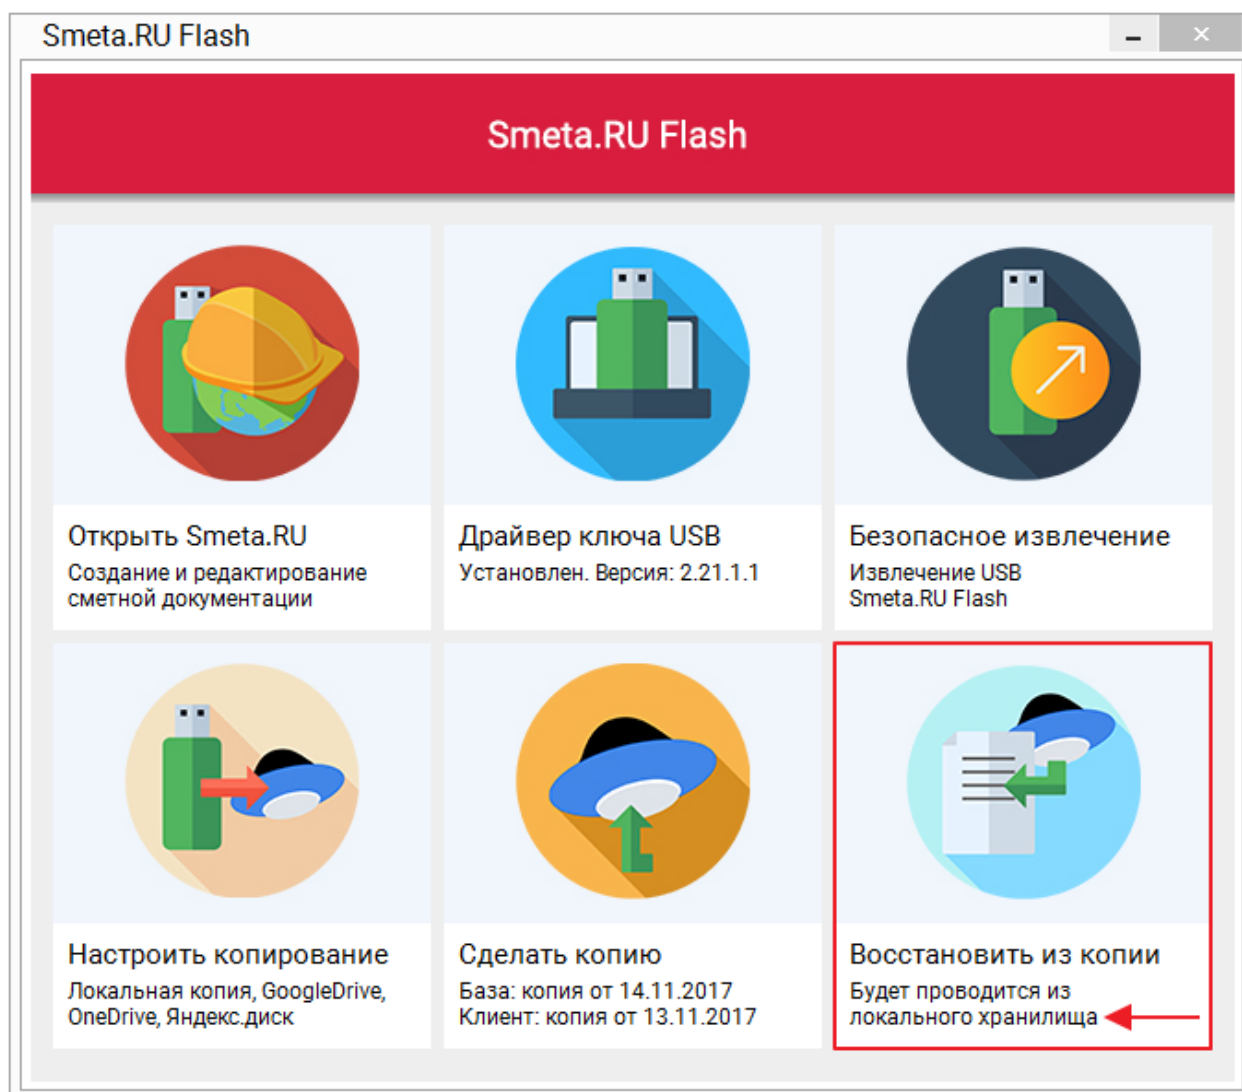 Smeta.RU Flash
Smeta.RU Flash
Открыть Smeta.RU
Создание и редактирование
сметной документации
Драйвер ключа USB
Установлен. Версия: 2.21.1.1
Безопасное извлечение
Извлечение USB
Smeta.RU Flash
Настроить копирование
Локальная копия, GoogleDrive,
OneDrive, Яндекс.диск
Сделать копию
База: копия от 14.11.2017
Клиент: копия от 13.11.2017
Восстановить из копии
Будет проводится из
локального хранилища